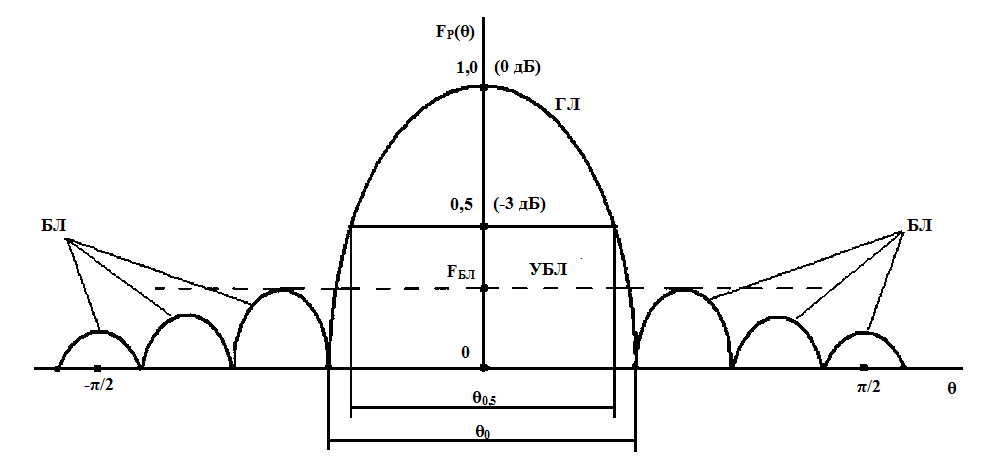 Fр(θ)
1,0 (0 дБ)
ГЛ
0,5 (-3 дБ)
БЛ
БЛ
FБЛ УБЛ
0
-π/2
π/2
θ
θ0,5
θ0